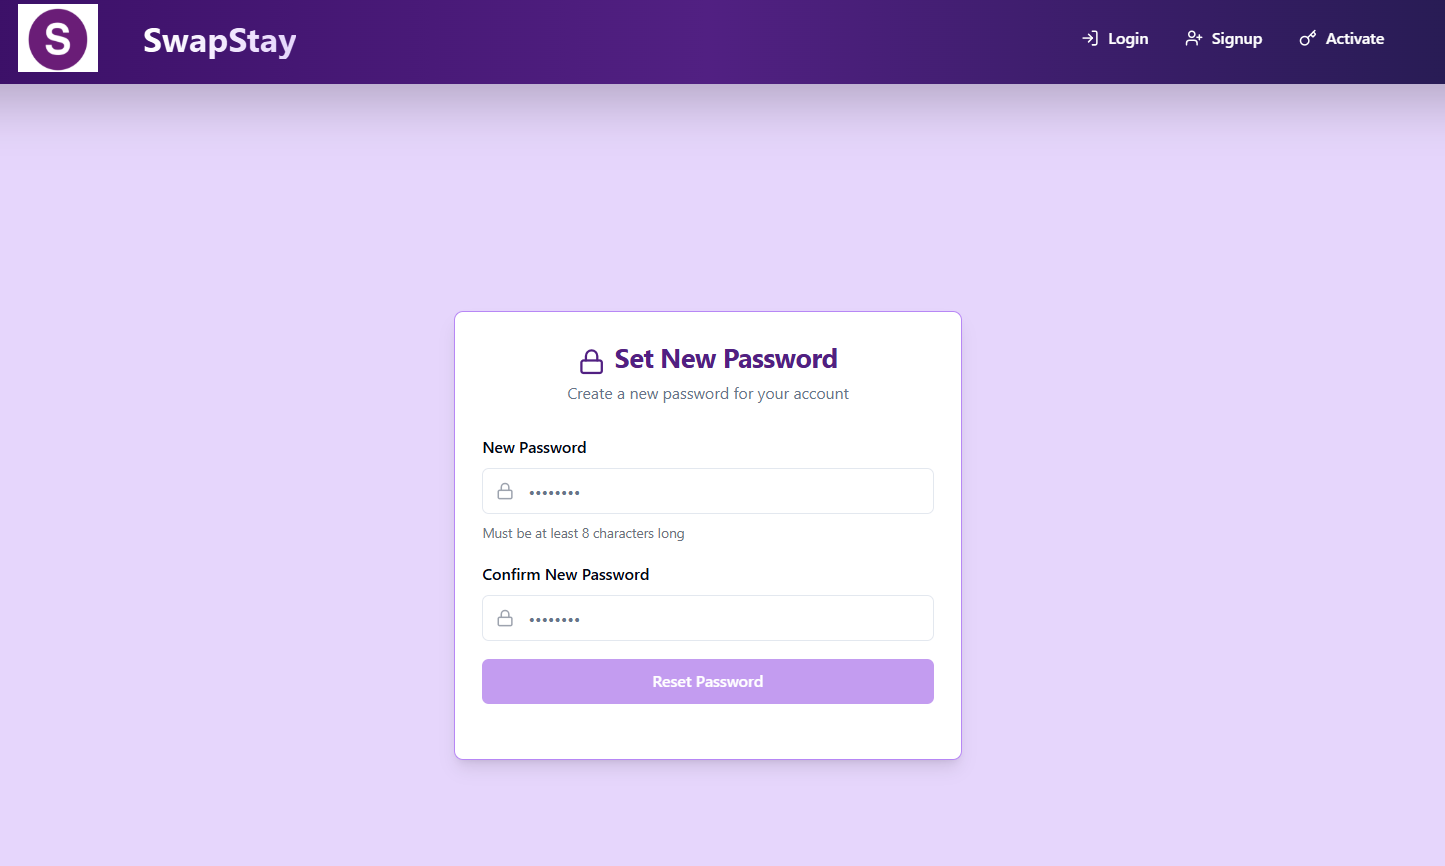 S
SwapStay
Login
Signup
Activate
Set New Password
Create a new password for your account
New Password
••••••••
Must be at least 8 characters long
Confirm New Password
••••••••
Reset Password